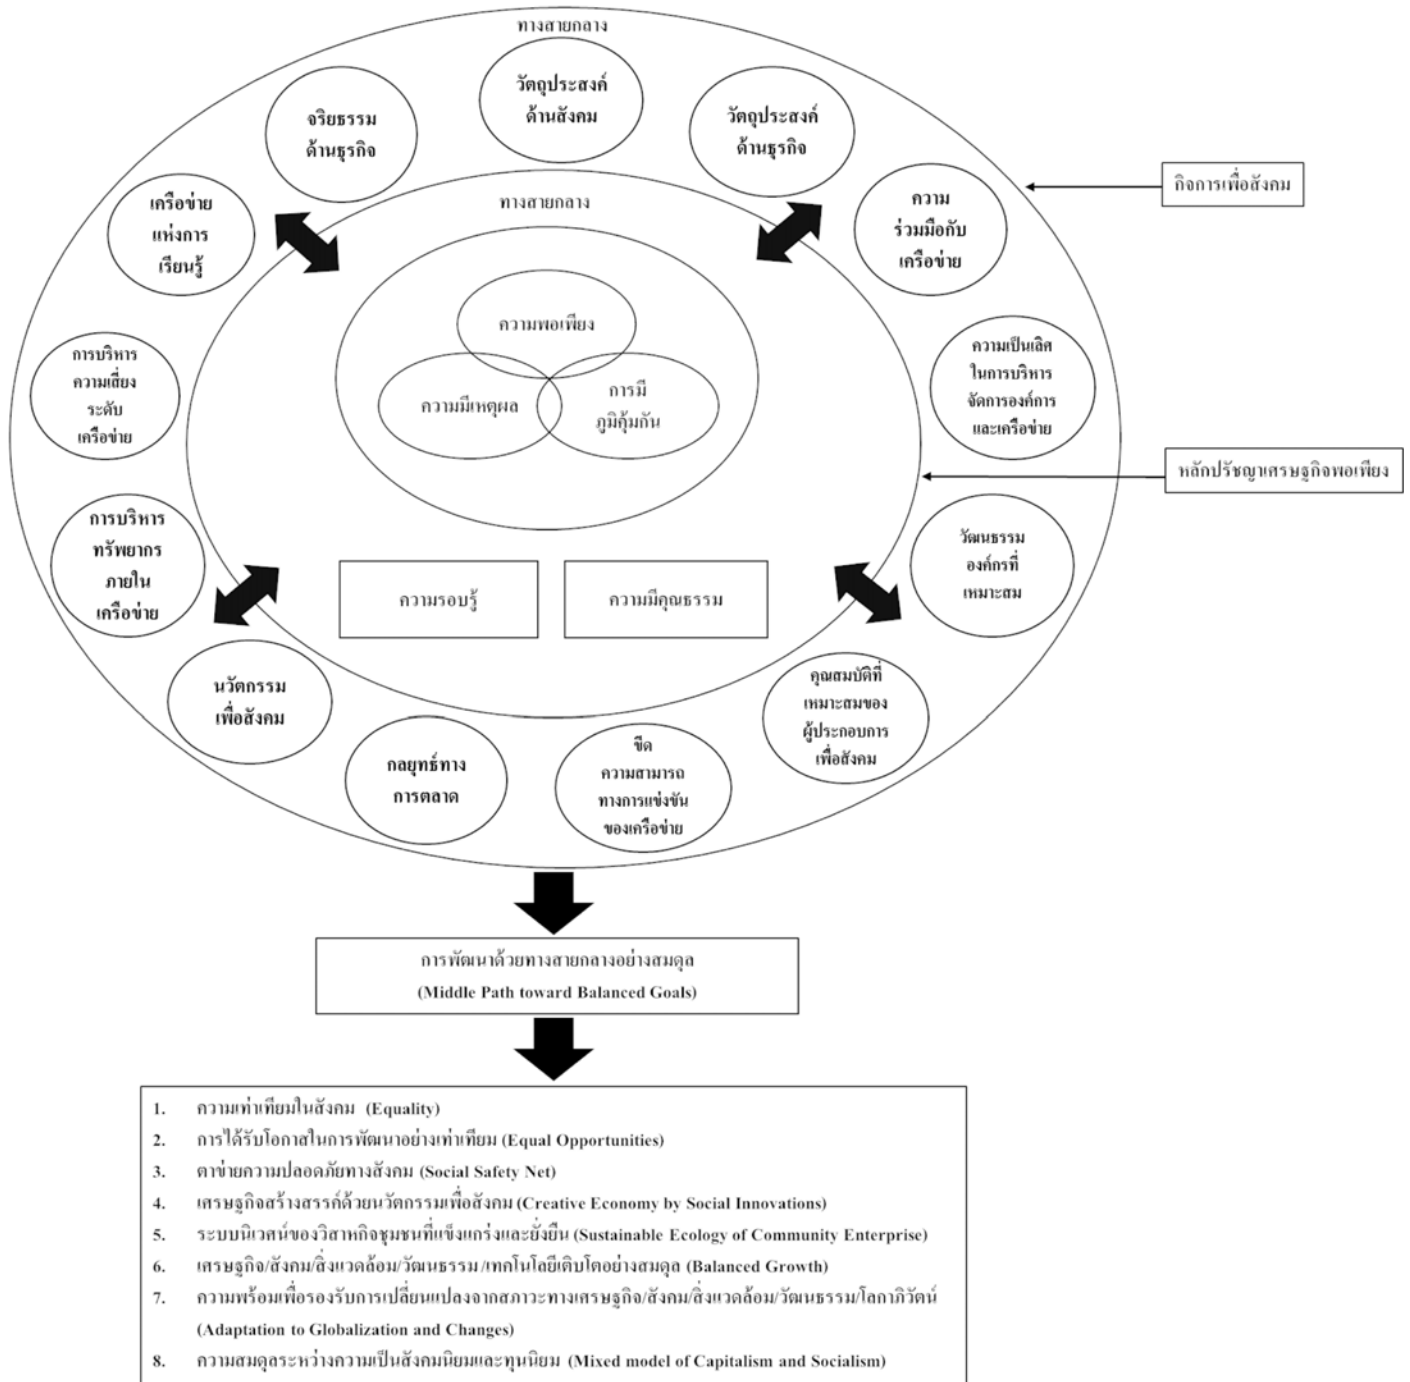 ทางสายกลาง
วัตถุประสงค์
ด้านสังคม
วัตถุประสงค์
ด้านธุรกิจ
ความ
ร่วมมือกับ
เครือข่าย
ความเป็นเลิศ
ในการบริหาร
จัดการองค์การ
และเครือข่าย
วัฒนธรรม
องค์กรที่
เหมาะสม
คุณสมบัติที่
เหมาะสมของ
ผู้ประกอบการ
เพื่อสังคม
ขีด
ความสามารถ
ทางการแข่งขัน
ของเครือข่าย
กลยุทธ์ทาง
การตลาด
นวัตกรรม
เพื่อสังคม
การบริหาร
ทรัพยากร
ภายใน
เครือข่าย
การบริหาร
ความเสี่ยง
ระดับ
เครือข่าย
เครือข่าย
แห่งการ
เรียนรู้
จริยธรรม
ด้านธุรกิจ
ทางสายกลาง
ความพอเพียง
ความมีเหตุผล
การมี
ภูมิคุ้มกัน
ความรอบรู้
ความมีคุณธรรม
กิจการเพื่อสังคม
หลักปรัชญาเศรษฐกิจพอเพียง
การพัฒนาด้วยทางสายกลางอย่างสมดุล
(Middle Path toward Balanced Goals)
1. ความเท่าเทียมในสังคม (Equality)
2. การได้รับโอกาสในการพัฒนาอย่างเท่าเทียม (Equal Opportunities)
3. ตาข่ายความปลอดภัยทางสังคม (Social Safety Net)
4. เศรษฐกิจสร้างสรรค์ด้วยนวัตกรรมเพื่อสังคม (Creative Economy by Social Innovations)
5. ระบบนิเวศน์ของวิสาหกิจชุมชนที่แข็งแกร่งและยั่งยืน (Sustainable Ecology of Community Enterprise)
6. เศรษฐกิจ/สังคม/สิ่งแวดล้อม/วัฒนธรรม/เทคโนโลยีเติบโตอย่างสมดุล (Balanced Growth)
7. ความพร้อมเพื่อรองรับการเปลี่ยนแปลงจากสภาวะทางเศรษฐกิจ/สังคม/สิ่งแวดล้อม/วัฒนธรรม/โลกาภิวัตน์
(Adaptation to Globalization and Changes)
8. ความสมดุลระหว่างความเป็นสังคมนิยมและทุนนิยม (Mixed model of Capitalism and Socialism)